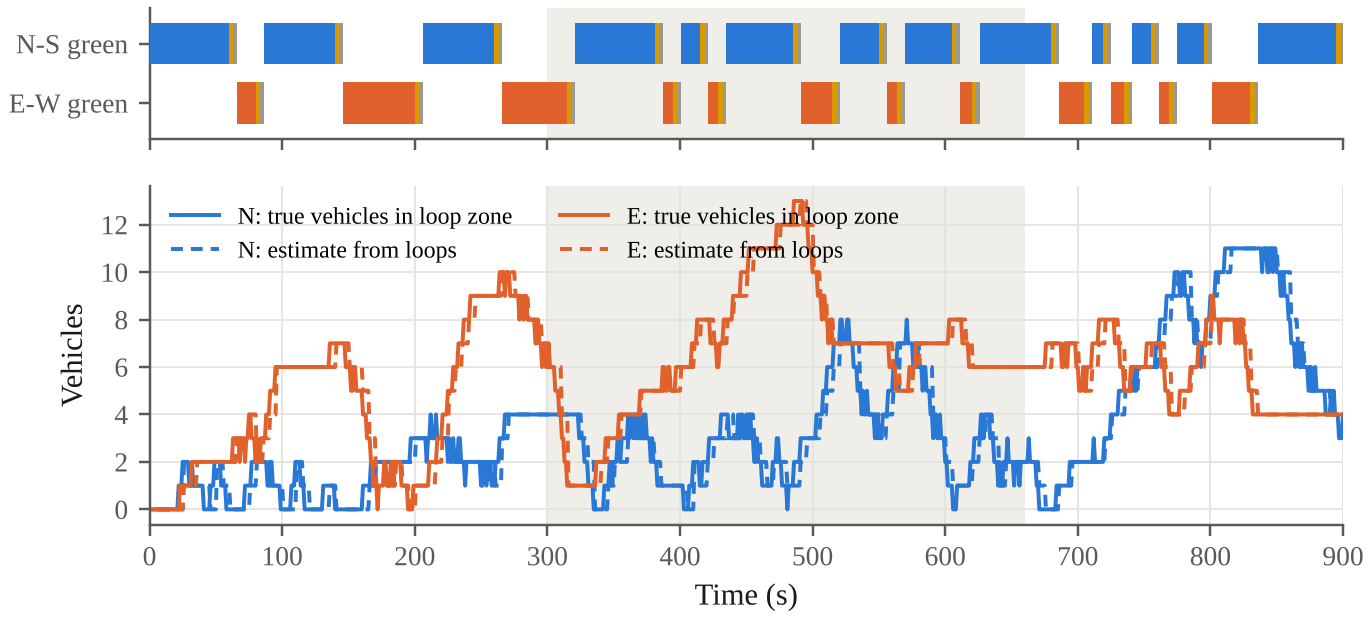 N-S green
E-W green
N: true vehicles in loop zone
E: true vehicles in loop zone
N: estimate from loops
E: estimate from loops
12
10
8
6
4
2
0
Vehicles
0 100 200 300 400 500 600 700 800 900
Time (s)